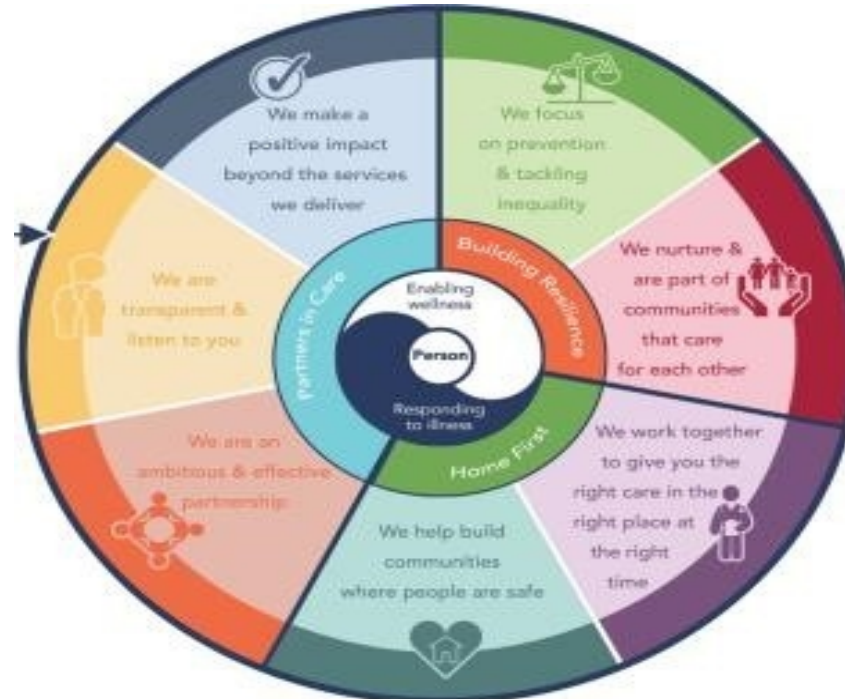 We make a
positive impact
beyond the services
we deliver
We focus
on prevention
& tackling
inequality
We nurture &
are part of
communities
that care
for each other
We work together
to give you the
right care in the
right place at
the right
time
We help build
communities
where people are safe
We are an
ambitious & effective
partnership
We are
transparent &
listen to you
Partners in Care
Building Resilience
Home First
Enabling
wellness
Person
Responding
to illness